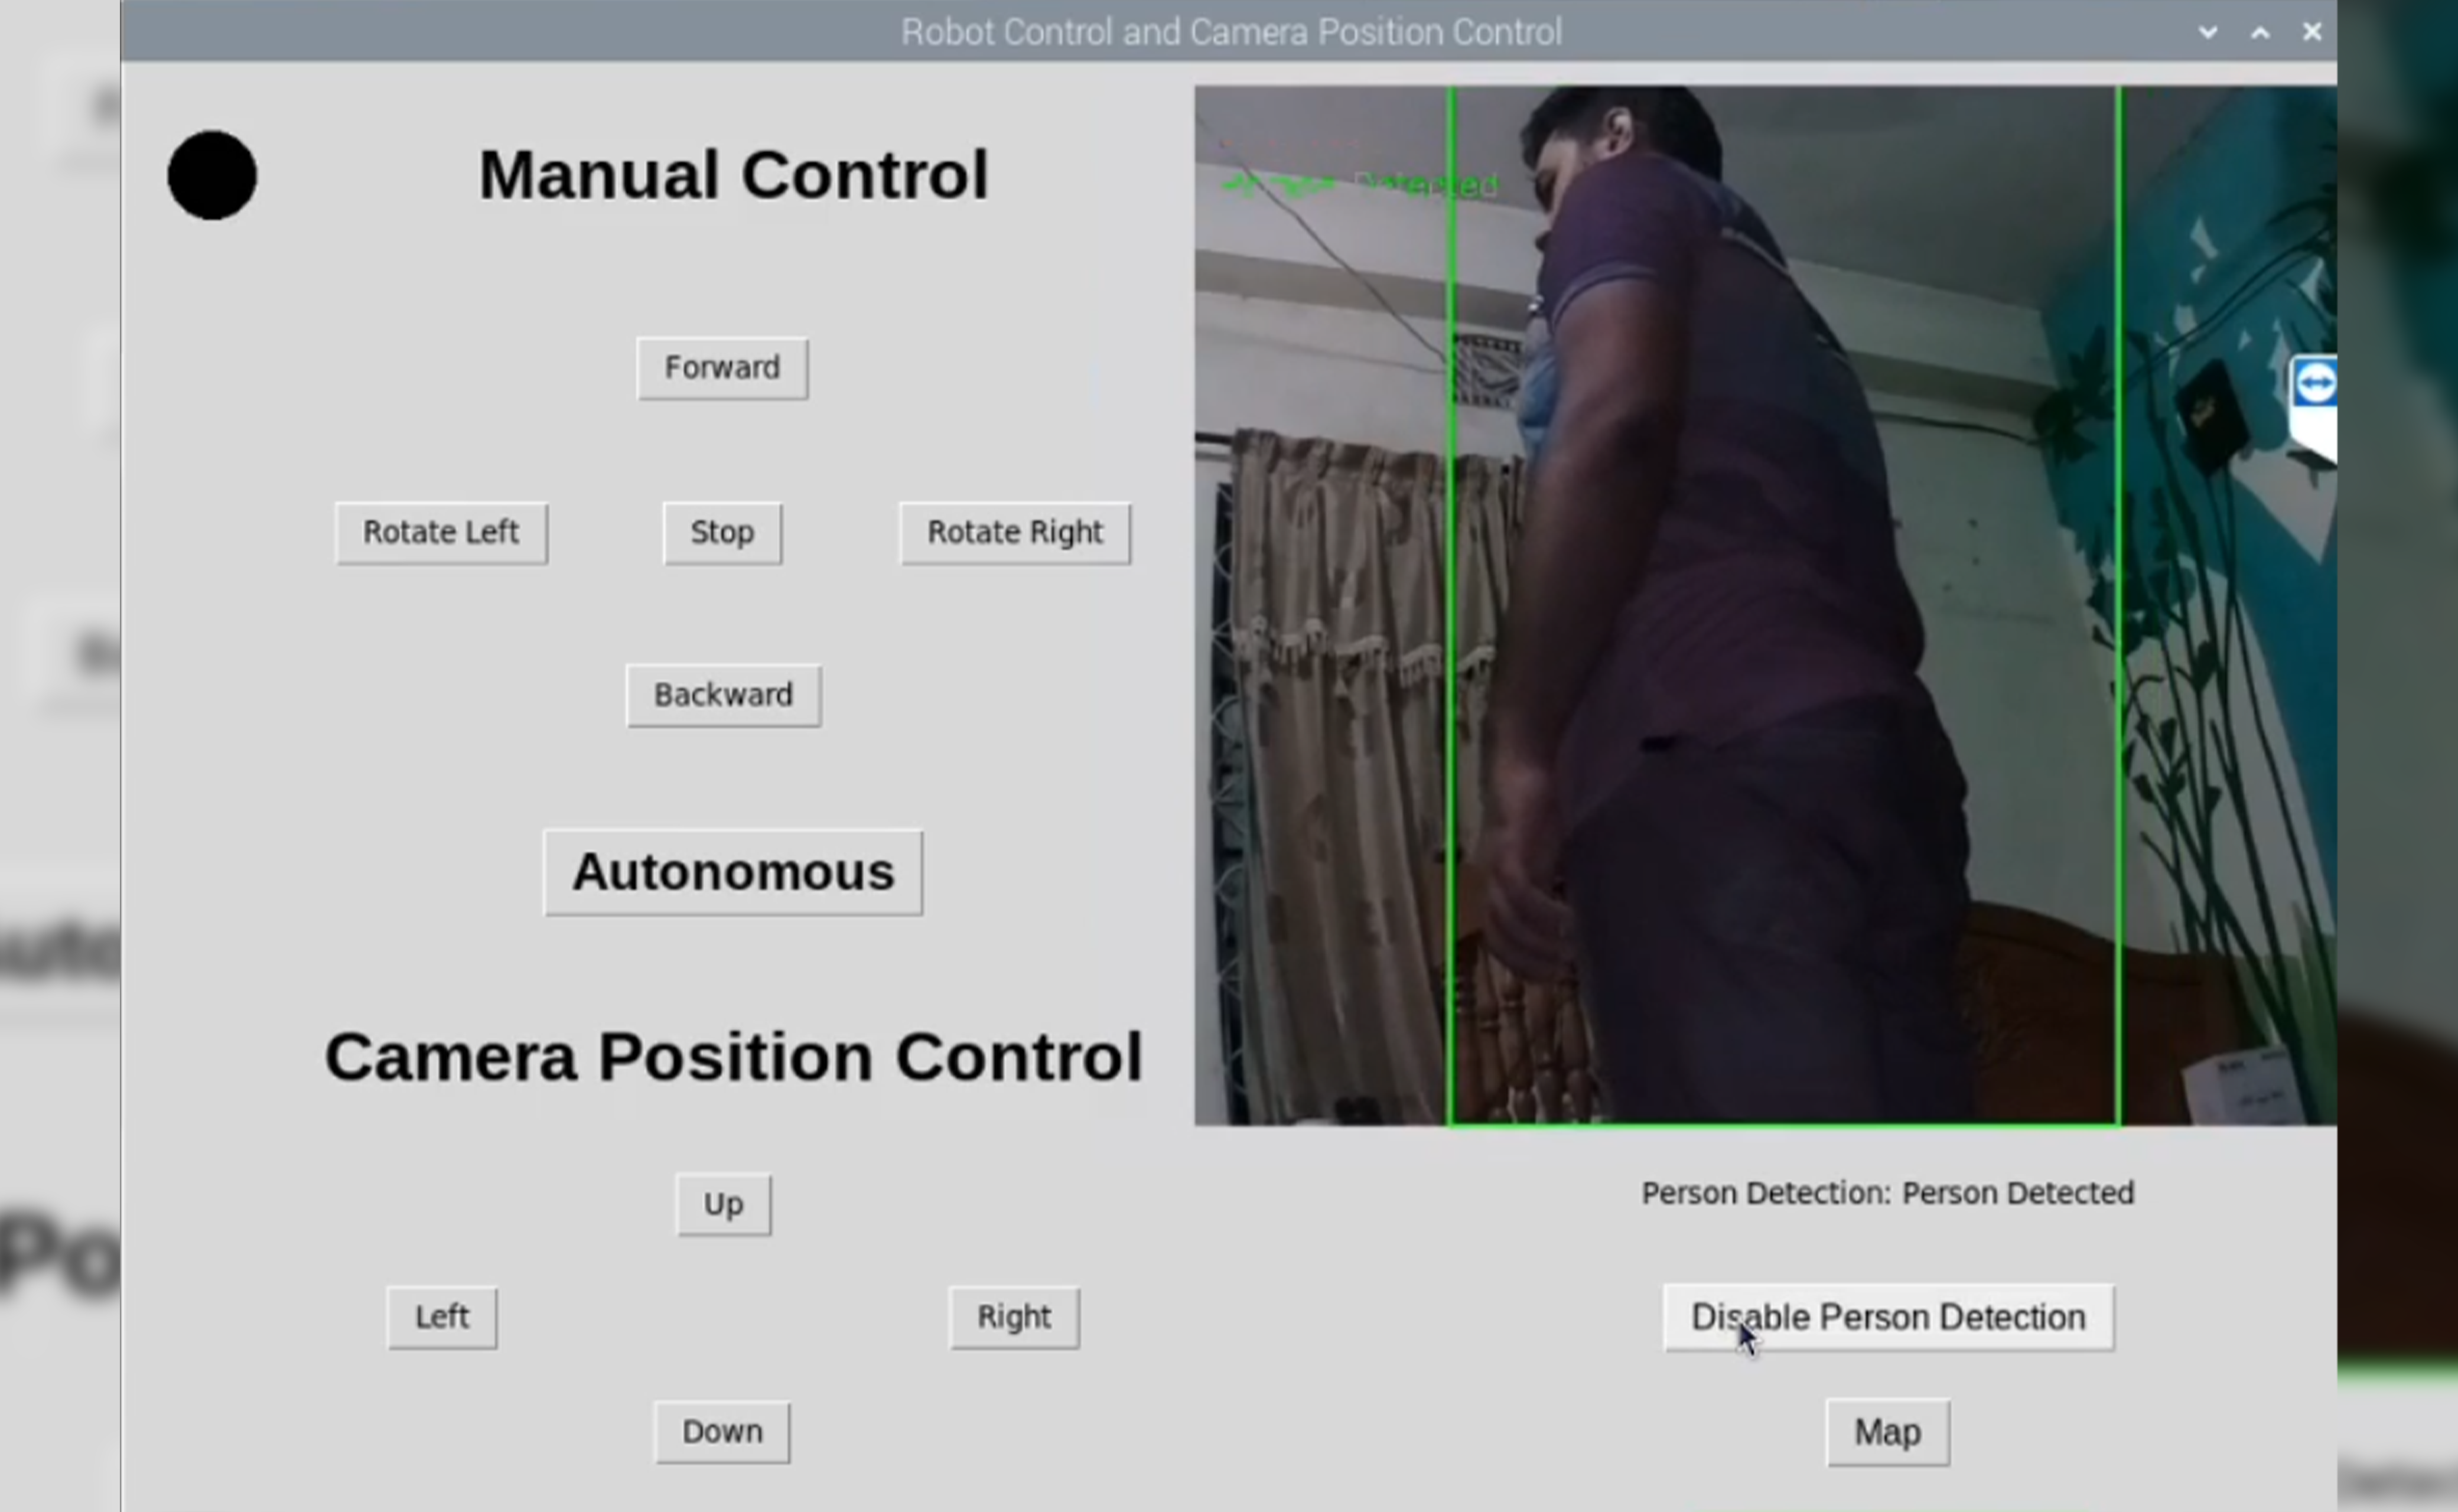 Robot Control and Camera Position Control
Manual Control
Forward
Rotate Left
Stop
Rotate Right
Backward
Autonomous
Camera Position Control
Up
Left
Right
Down
Detected
Person Detection: Person Detected
Disable Person Detection
Map